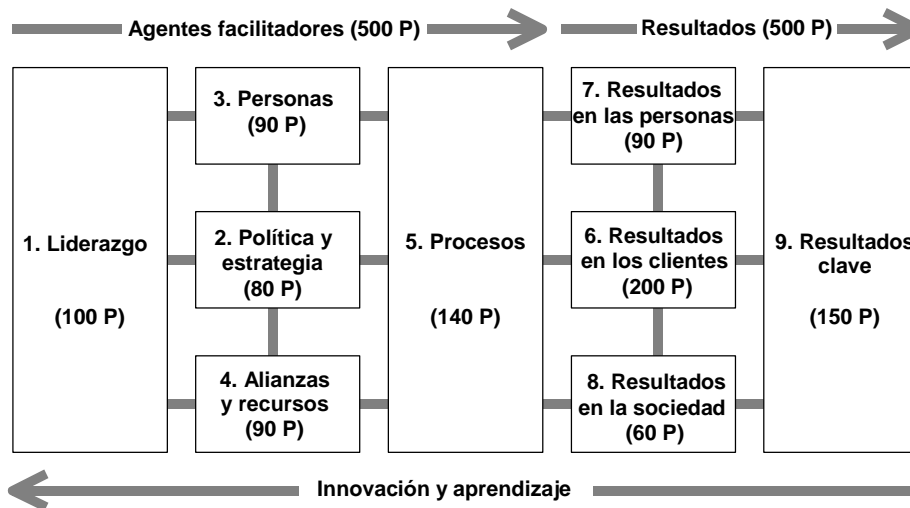 Agentes facilitadores (500 P)
Resultados (500 P)
1. Liderazgo
(100 P)
3. Personas
(90 P)
2. Política y
estrategia
(80 P)
4. Alianzas
y recursos
(90 P)
5. Procesos
(140 P)
7. Resultados
en las personas
(90 P)
6. Resultados
en los clientes
(200 P)
8. Resultados
en la sociedad
(60 P)
9. Resultados
clave
(150 P)
Innovación y aprendizaje